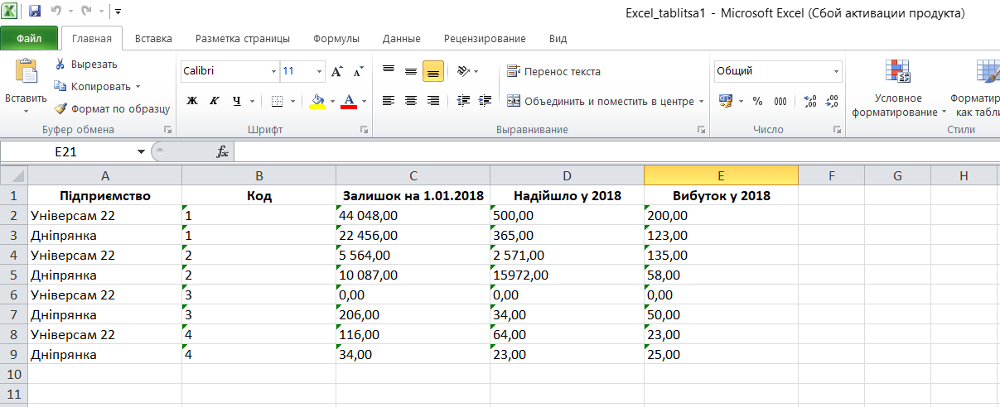 Excel_tablitsa1 - Microsoft Excel (Сбой активации продукта)
Файл Главная Вставка Разметка страницы Формулы Данные Рецензирование Вид
Вставить
Вырезать
Копировать
Формат по образцу
Буфер обмена
Calibri 11
Ж К Ч А
Шрифт
Перенос текста
Объединить и поместить в центре
Выравнивание
Общий
% 000
Число
Условное форматирование
Форматир как табли
Стили
E21 fx
A B C D E F G H
1 Підприємство Код Залишок на 1.01.2018 Надійшло у 2018 Вибуток у 2018
2 Універсам 22 1 44 048,00 500,00 200,00
3 Дніпрянка 1 22 456,00 365,00 123,00
4 Універсам 22 2 5 564,00 2 571,00 135,00
5 Дніпрянка 2 10 087,00 15972,00 58,00
6 Універсам 22 3 0,00 0,00 0,00
7 Дніпрянка 3 206,00 34,00 50,00
8 Універсам 22 4 116,00 64,00 23,00
9 Дніпрянка 4 34,00 23,00 25,00
10
11